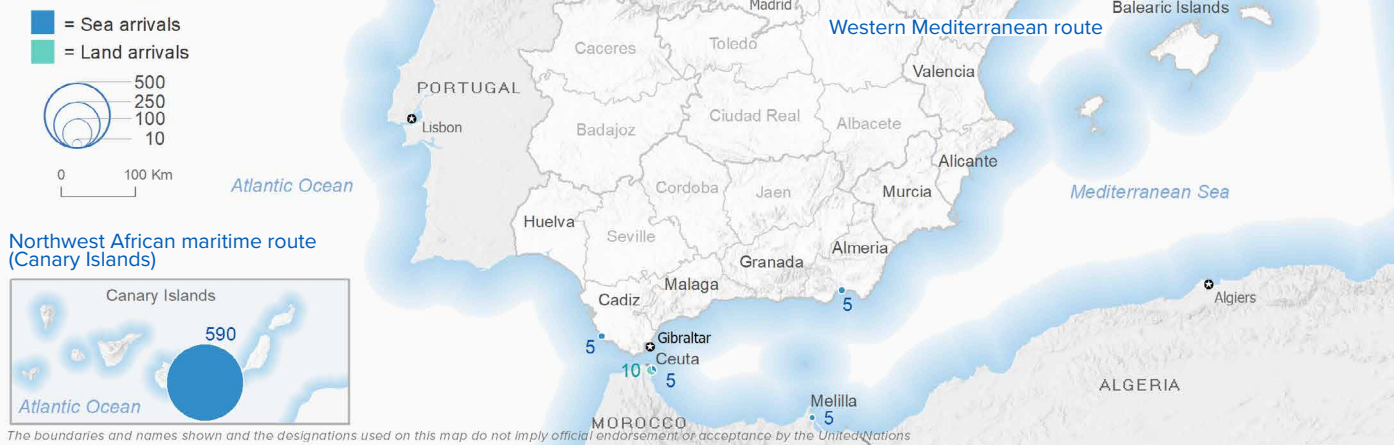 = Sea arrivals
= Land arrivals
500
250
100
10
0 100 Km
Madrid
Western Mediterranean route
Balearic Islands
Caceres
Toledo
Valencia
PORTUGAL
Lisbon
Badajoz
Ciudad Real
Albacete
Alicante
Atlantic Ocean
Cordoba
Jaen
Murcia
Mediterranean Sea
Huelva
Seville
Almeria
Granada
Malaga
Cadiz
5
Algiers
5
Gibraltar
Ceuta
10
5
Melilla
5
ALGERIA
MOROCCO
Northwest African maritime route
(Canary Islands)
Canary Islands
590
Atlantic Ocean
The boundaries and names shown and the designations used on this map do not imply official endorsement or acceptance by the United Nations